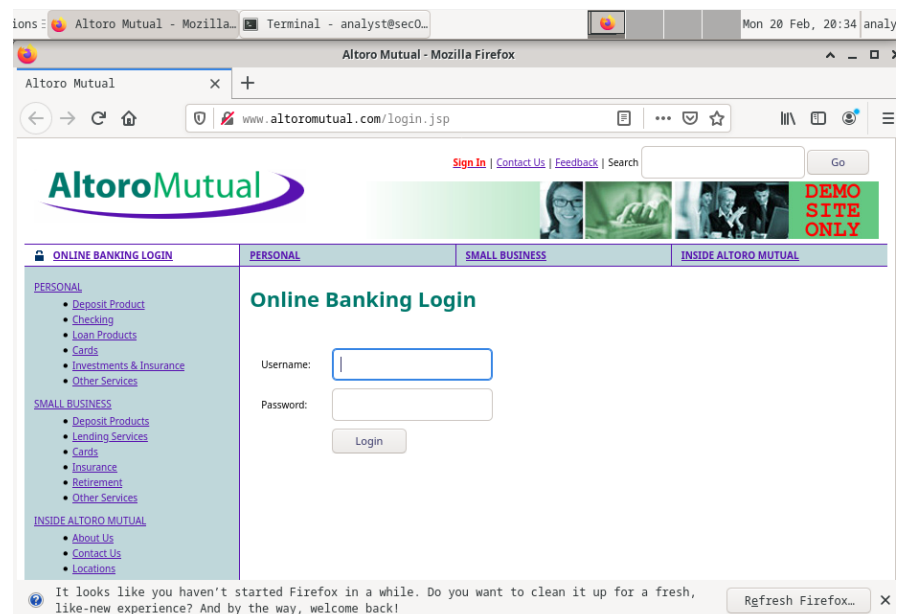 ions
Altoro Mutual - Mozilla…
Terminal - analyst@secO…
Mon 20 Feb, 20:34
analy
Altoro Mutual - Mozilla Firefox
Altoro Mutual
www.altoromutual.com/login.jsp
Sign In | Contact Us | Feedback | Search
Go
AltoroMutual
DEMO
SITE
ONLY
ONLINE BANKING LOGIN
PERSONAL
SMALL BUSINESS
INSIDE ALTORO MUTUAL
PERSONAL
Deposit Product
Checking
Loan Products
Cards
Investments & Insurance
Other Services
SMALL BUSINESS
Deposit Products
Lending Services
Cards
Insurance
Retirement
Other Services
INSIDE ALTORO MUTUAL
About Us
Contact Us
Locations
Online Banking Login
Username:
Password:
Login
It looks like you haven't started Firefox in a while. Do you want to clean it up for a fresh,
like-new experience? And by the way, welcome back!
Refresh Firefox…